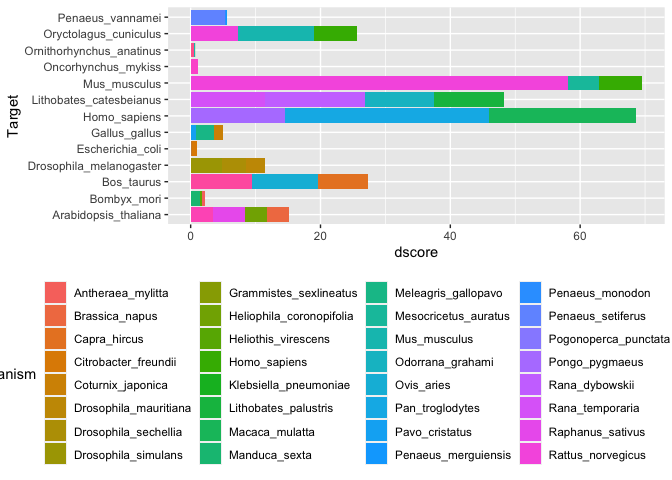 Target
Penaeus_vannamei
Oryctolagus_cuniculus
Ornithorhynchus_anatinus
Oncorhynchus_mykiss
Mus_musculus
Lithobates_catesbeianus
Homo_sapiens
Gallus_gallus
Escherichia_coli
Drosophila_melanogaster
Bos_taurus
Bombyx_mori
Arabidopsis_thaliana
0 20 40 60
dscore
anism
Antheraea_mylitta Grammistes_sexlineatus Meleagris_gallopavo Penaeus_monodon
Brassica_napus Heliophila_coronopifolia Mesocricetus_auratus Penaeus_setiferus
Capra_hircus Heliothis_virescens Mus_musculus Pogonoperca_punctata
Citrobacter_freundii Homo_sapiens Odorrana_grahami Pongo_pygmaeus
Coturnix_japonica Klebsiella_pneumoniae Ovis_aries Rana_dybowskii
Drosophila_mauritiana Lithobates_palustris Pan_troglodytes Rana_temporaria
Drosophila_sechellia Macaca_mulatta Pavo_cristatus Raphanus_sativus
Drosophila_simulans Manduca_sexta Penaeus_merguiensis Rattus_norvegicus